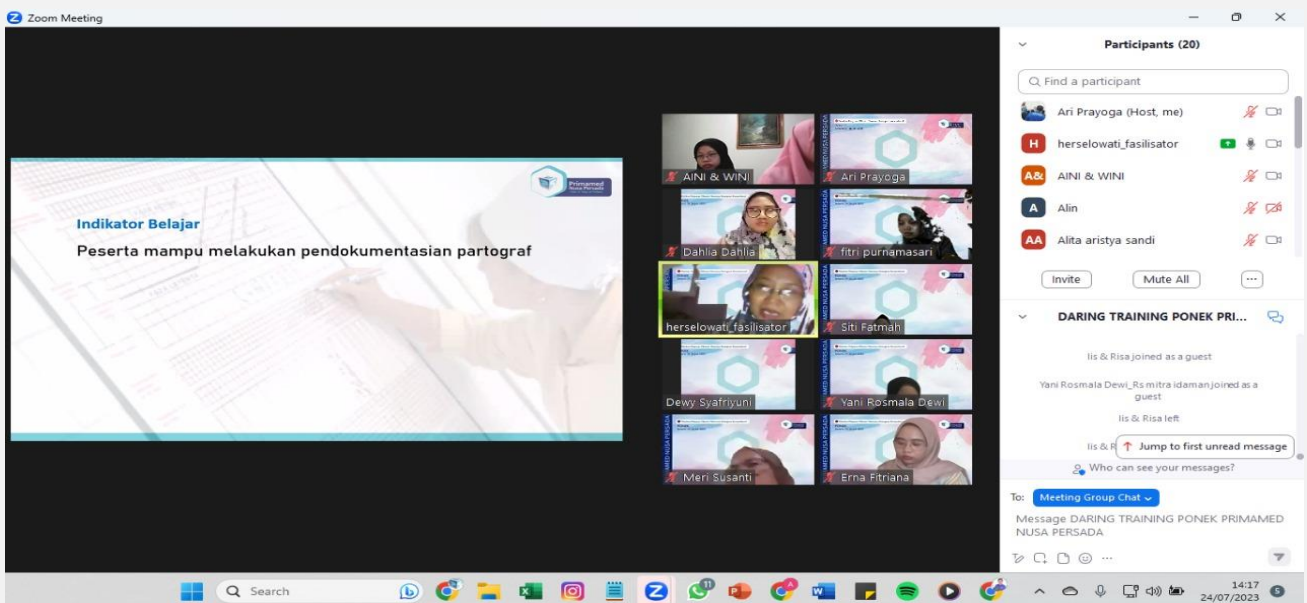 Zoom Meeting
Primamed
Nusa Persada
Indikator Belajar
Peserta mampu melakukan pendokumentasian partograf
AINI & WINI
Ari Prayoga
Dahlia Dahlia
fitri purnamasari
herselowati_fasilisator
Siti Fatmah
Dewy Syafriyuni
Yani Rosmala Dewi
Meri Susanti
Erna Fitriana
Participants (20)
Find a participant
Ari Prayoga (Host, me)
H herselowati_fasilisator
A& AINI & WINI
A Alin
AA Alita aristya sandi
Invite Mute All ...
DARING TRAINING PONEK PRI...
Iis & Risa joined as a guest
Yani Rosmala Dewi_Rs mitra idaman joined as a
guest
Iis & Risa left
Iis & R
Jump to first unread message
Who can see your messages?
To: Meeting Group Chat
Message DARING TRAINING PONEK PRIMAMED
NUSA PERSADA
Search
14:17
24/07/2023